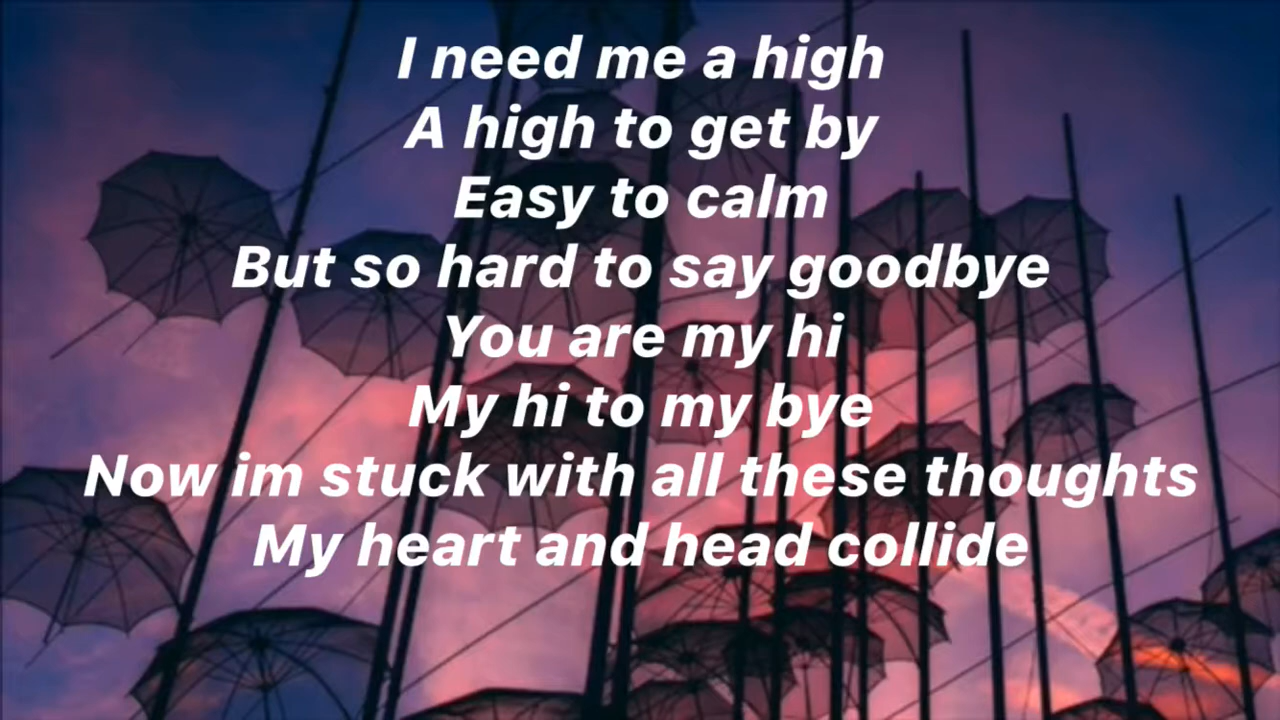 I need me a high
A high to get by
Easy to calm
But so hard to say goodbye
You are my hi
My hi to my bye
Now im stuck with all these thoughts
My heart and head collide